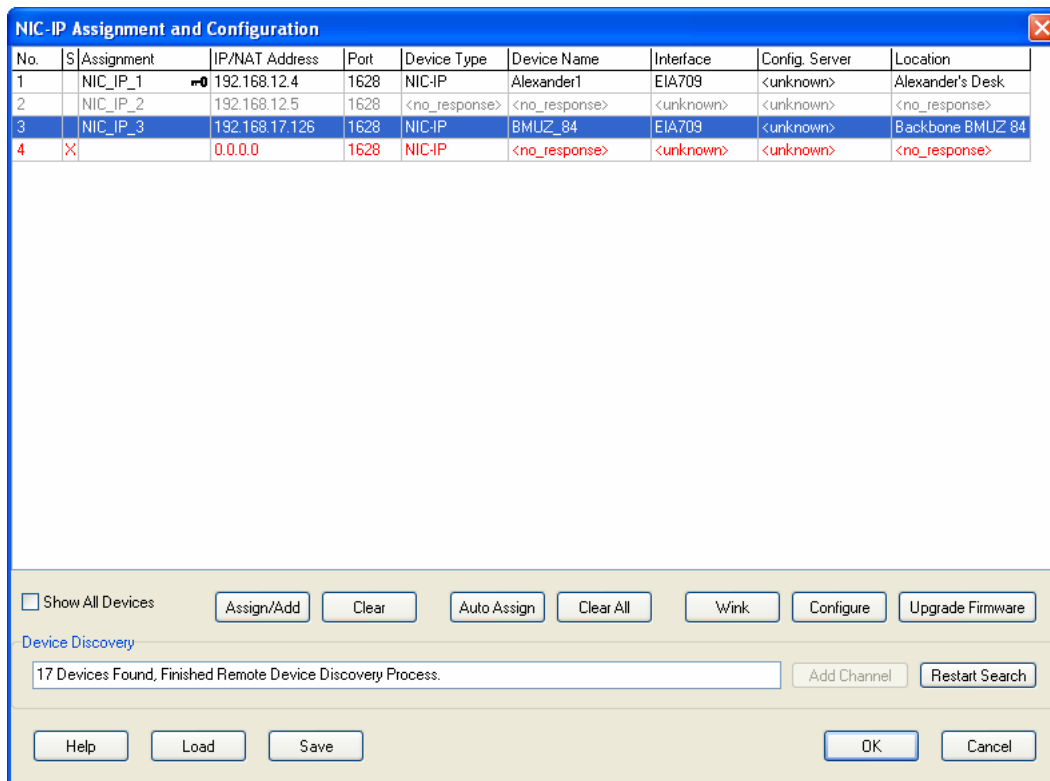 NIC-IP Assignment and Configuration
No. S Assignment IP/NAT Address Port Device Type Device Name Interface Config. Server Location
1 NIC_IP_1 192.168.12.4 1628 NIC-IP Alexander1 EIA709 <unknown> Alexander's Desk
2 NIC_IP_2 192.168.12.5 1628 <no_response> <no_response> <unknown> <unknown> <no_response>
3 NIC_IP_3 192.168.17.126 1628 NIC-IP BMUZ_84 EIA709 <unknown> Backbone BMUZ 84
4 X 0.0.0.0 1628 NIC-IP <no_response> <unknown> <unknown> <no_response>
Show All Devices Assign/Add Clear Auto Assign Clear All Wink Configure Upgrade Firmware
Device Discovery
17 Devices Found, Finished Remote Device Discovery Process. Add Channel Restart Search
Help Load Save OK Cancel